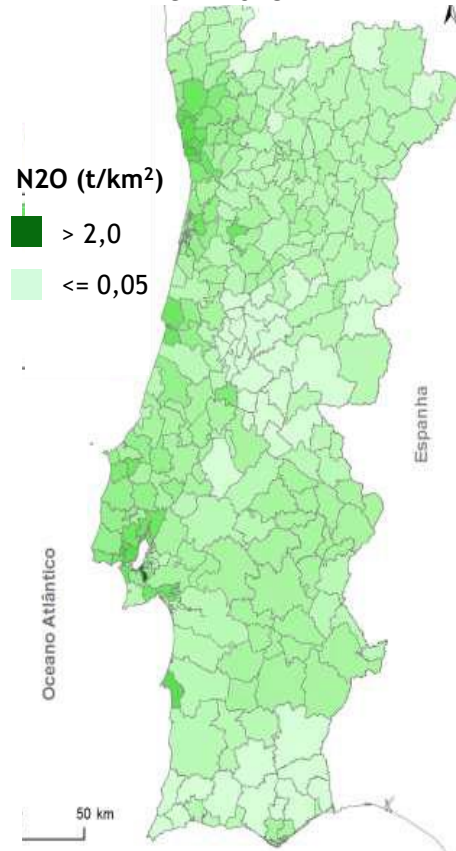 N
N2O (t/km²)
> 2,0
<= 0,05
Espanha
Oceano Atlântico
50 km